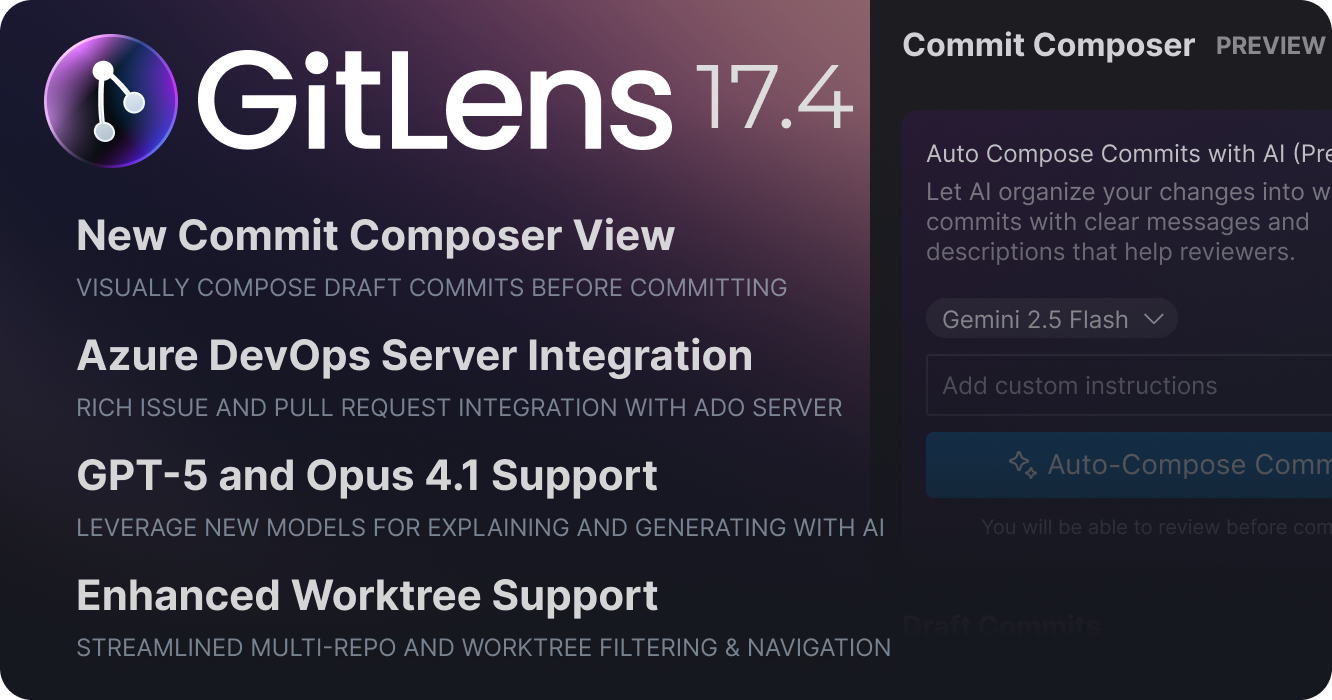 GitLens 17.4
New Commit Composer View
VISUALLY COMPOSE DRAFT COMMITS BEFORE COMMITTING
Azure DevOps Server Integration
RICH ISSUE AND PULL REQUEST INTEGRATION WITH ADO SERVER
GPT-5 and Opus 4.1 Support
LEVERAGE NEW MODELS FOR EXPLAINING AND GENERATING WITH AI
Enhanced Worktree Support
STREAMLINED MULTI-REPO AND WORKTREE FILTERING & NAVIGATION
Commit Composer PREVIEW
Auto Compose Commits with AI (Pre
Let AI organize your changes into w
commits with clear messages and
descriptions that help reviewers.
Gemini 2.5 Flash
Add custom instructions
Auto-Compose Comm
You will be able to review before com
Draft Commits